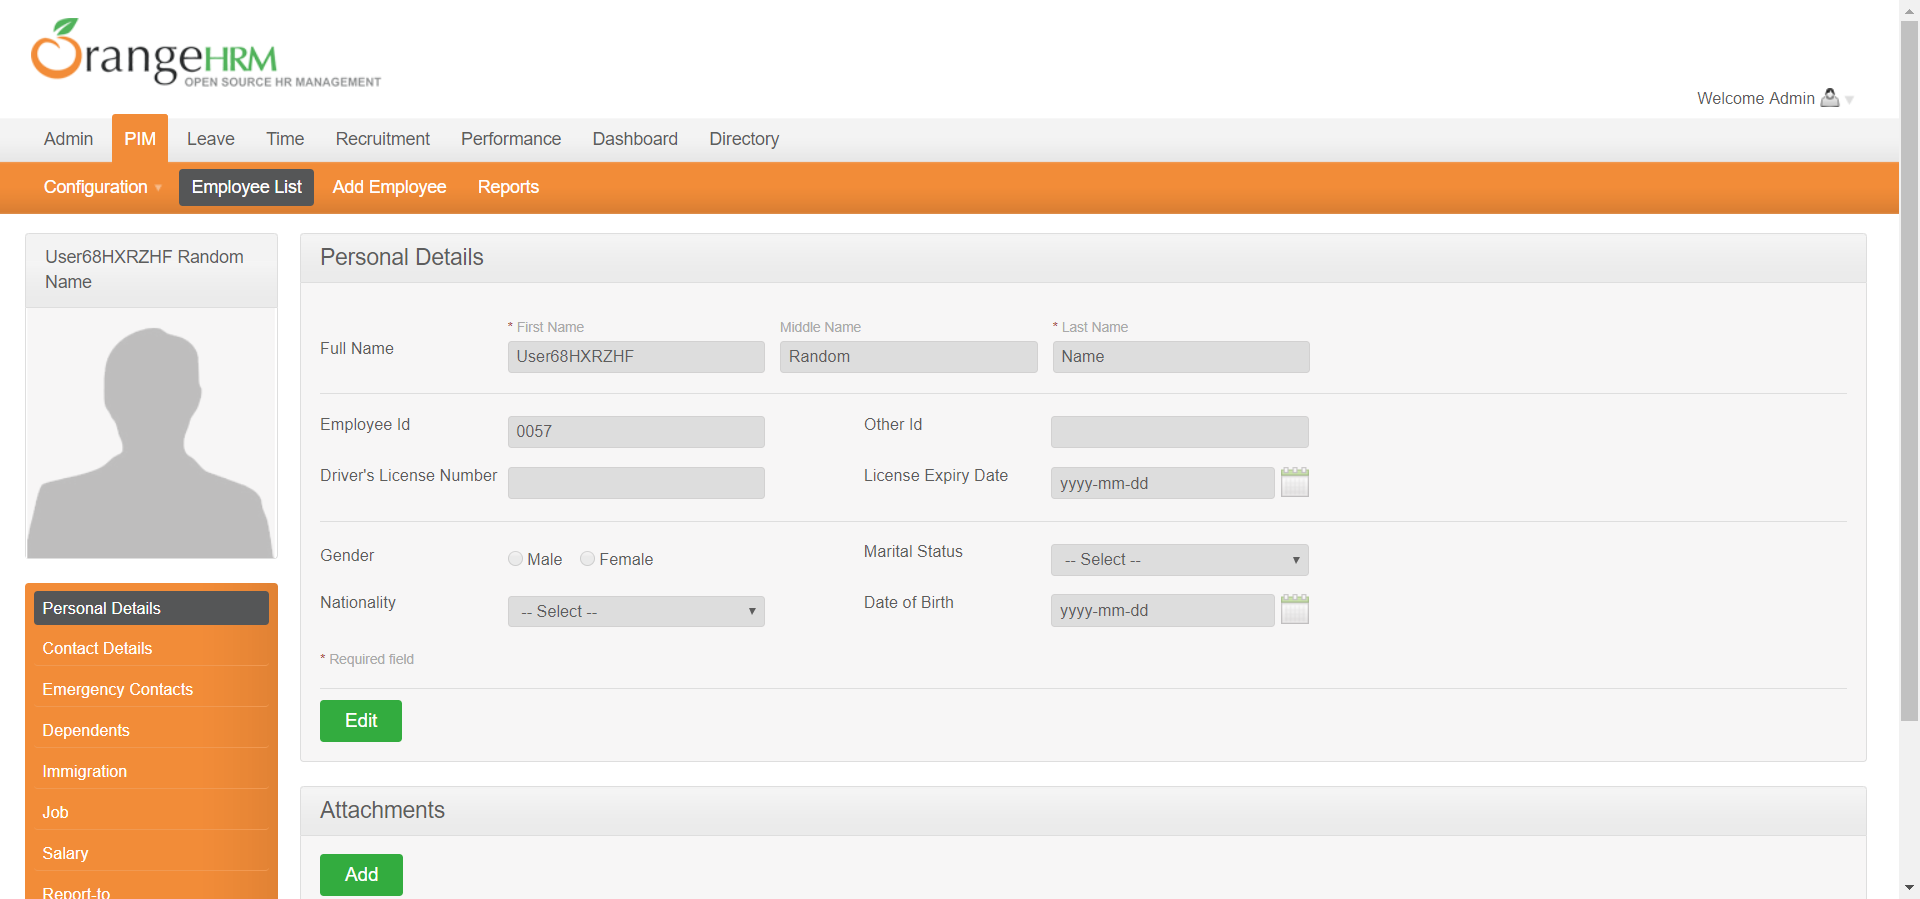 OrangeHRM
OPEN SOURCE HR MANAGEMENT
Welcome Admin
Admin PIM Leave Time Recruitment Performance Dashboard Directory
Configuration Employee List Add Employee Reports
User68HXRZHF Random
Name
Personal Details
Full Name
* First Name Middle Name * Last Name
User68HXRZHF Random Name
Employee Id 0057 Other Id
Driver's License Number License Expiry Date yyyy-mm-dd
Gender Male Female Marital Status -- Select --
Nationality -- Select -- Date of Birth yyyy-mm-dd
* Required field
Edit
Attachments
Add
Personal Details
Contact Details
Emergency Contacts
Dependents
Immigration
Job
Salary
Report-to